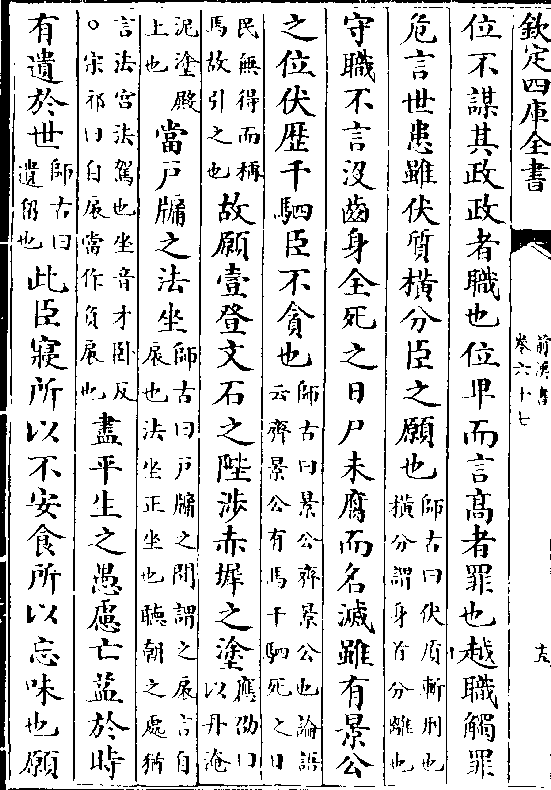 欽定四庫全書
前漢書
卷六十七
十九
位不謀其政政者職也位卑而言高者罪也越職觸罪
危言世患雖伏質橫分臣之願也師古曰伏質斬刑也橫分謂身首分離也
守職不言没齒身全死之日尸未腐而名滅雖有景公
之位伏歴千駟臣不貪也師古曰景公齊景公也論語云齊景公有馬千駟死之日
民無得而稱馬故引之也故願壹登文石之陛涉赤墀之塗應劭曰以丹淹
泥塗殿上也當戸牖之法坐師古曰戸牖之間謂之扆言自扆也法坐正坐也聽朝之處猶
言法宫法駕也坐音才卧反○宋祁曰自扆當作負扆也盡平生之愚慮亡益於時
有遺於世師古曰遺留也此臣寢所以不安食所以忘味也願